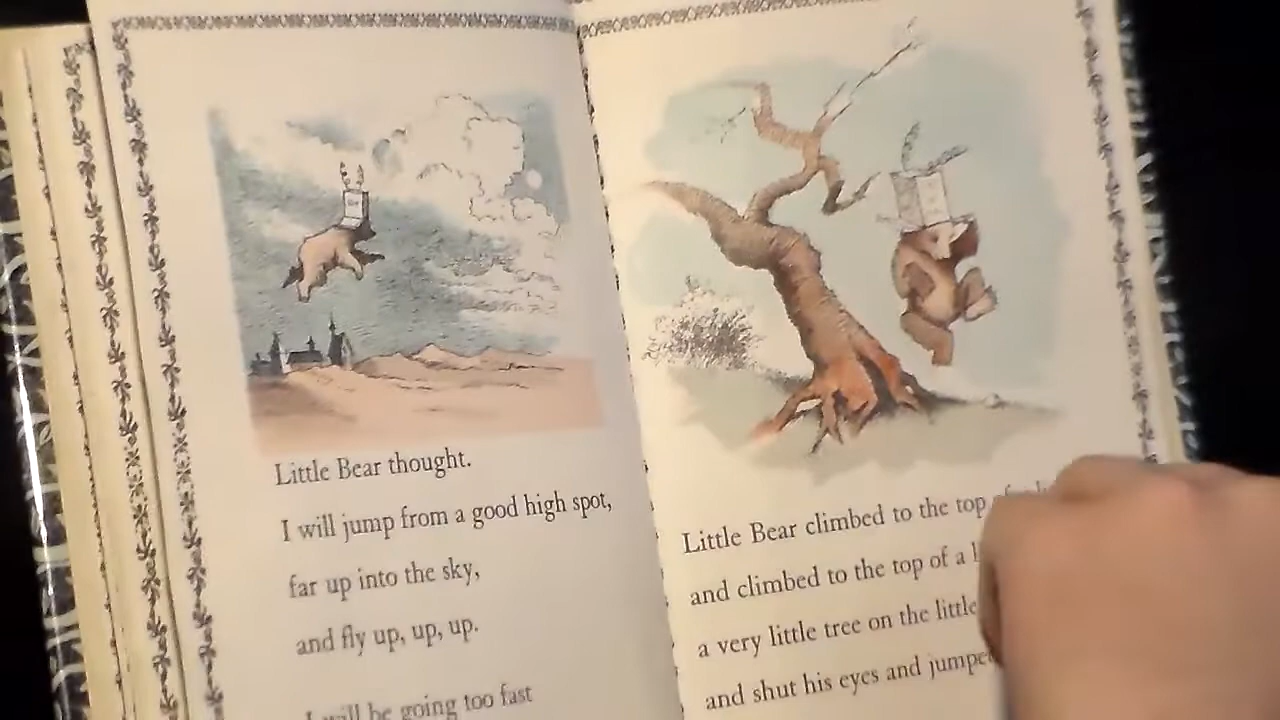 Little Bear thought.
I will jump from a good high spot,
far up into the sky,
and fly up, up, up.
I will be going too fast
Little Bear climbed to the top
and climbed to the top of a
a very little tree on the little
and shut his eyes and jumped